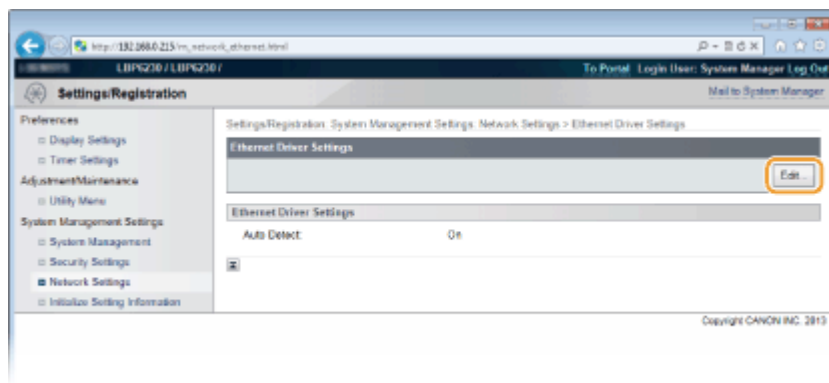 http://192.168.0.215/m_network_ethernet.html
LBP6230 / LBP6230 /
To Portal Login User: System Manager Log Out
Settings/Registration
Mail to System Manager
Preferences
Display Settings
Timer Settings
Adjustment/Maintenance
Utility Menu
System Management Settings
System Management
Security Settings
Network Settings
Initialize Setting Information
Settings/Registration: System Management Settings: Network Settings > Ethernet Driver Settings
Ethernet Driver Settings
Edit...
Ethernet Driver Settings
Auto Detect: On
Copyright CANON INC. 2013